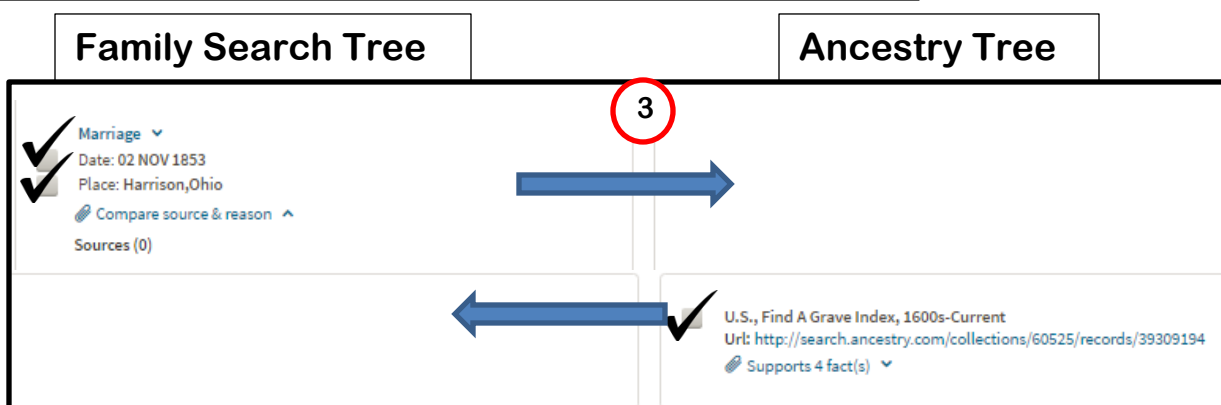 Family Search Tree
Ancestry Tree
3
Marriage
Date: 02 NOV 1853
Place: Harrison,Ohio
Compare source & reason
Sources (0)
U.S., Find A Grave Index, 1600s-Current
Url: http://search.ancestry.com/collections/60525/records/39309194
Supports 4 fact(s)